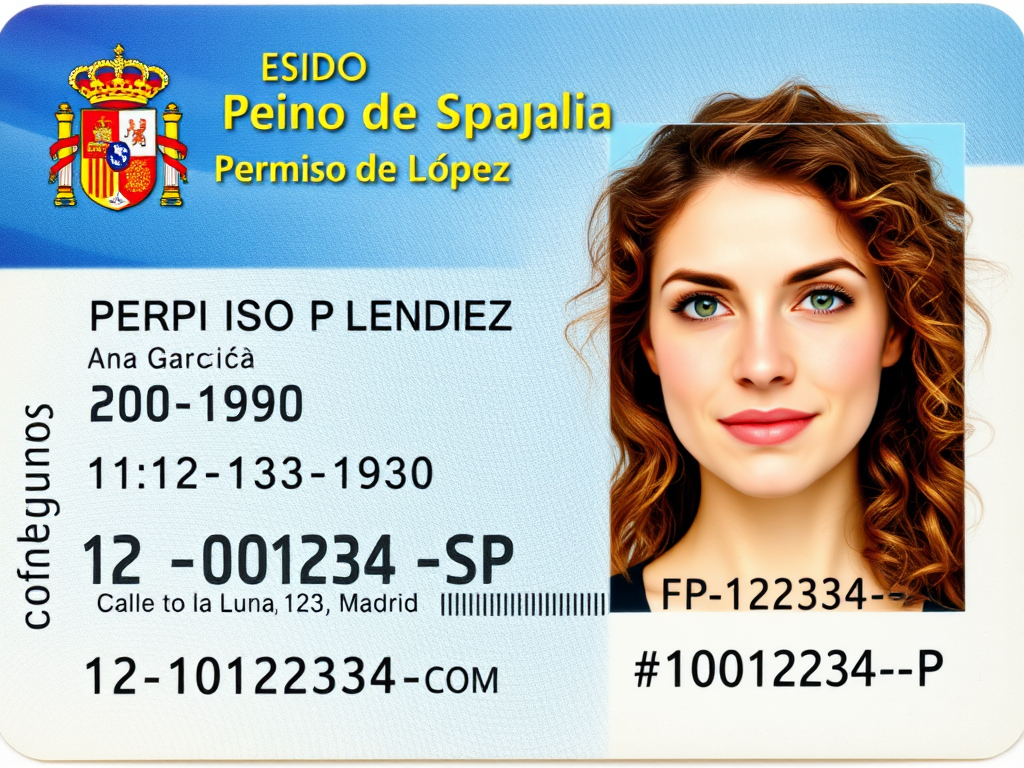 ESIDO
Peino de Spajalia
Permiso de López
PERPI ISO P LENDIEZ
Ana Garcićà
200-1990
11:12-133-1930
12 -001234 -SP
Calle to la Luna, 123, Madrid
12-10122334-COM
FP-122334--
#10012234--P